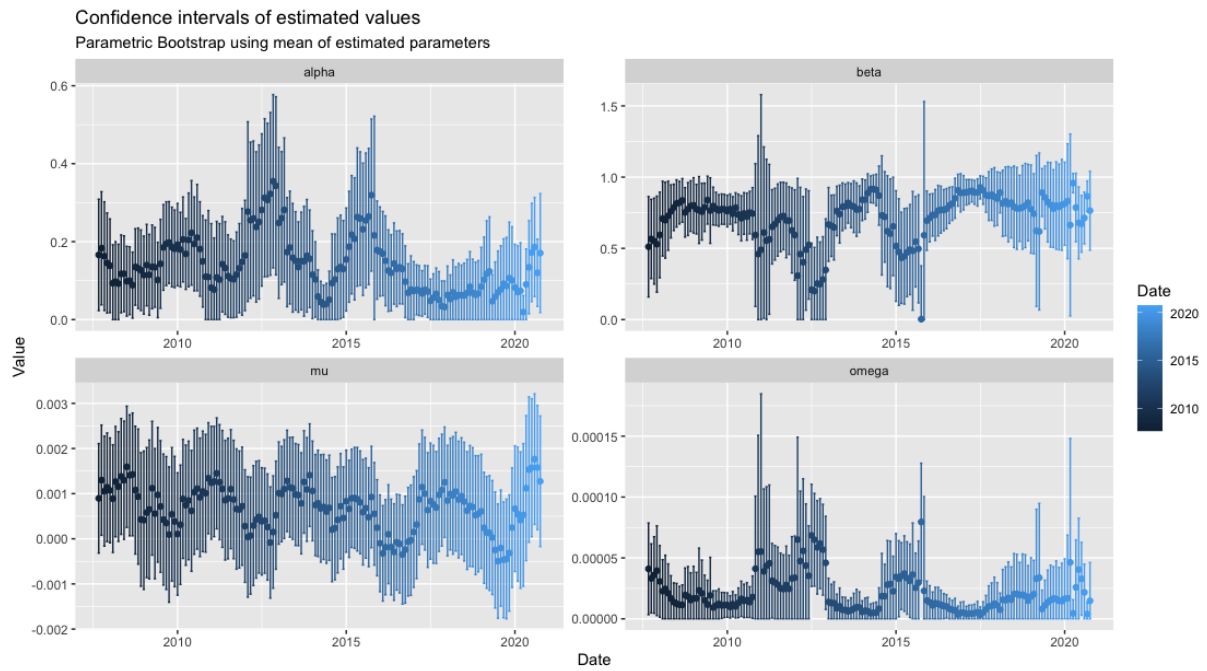 Confidence intervals of estimated values
Parametric Bootstrap using mean of estimated parameters
alpha
0.6
0.4
0.2
0.0
2010 2015 2020
beta
1.5
1.0
0.5
0.0
2010 2015 2020
Value
mu
0.003
0.002
0.001
0.000
-0.001
-0.002
2010 2015 2020
omega
0.00015
0.00010
0.00005
0.00000
2010 2015 2020
Date
Date
2020
2015
2010